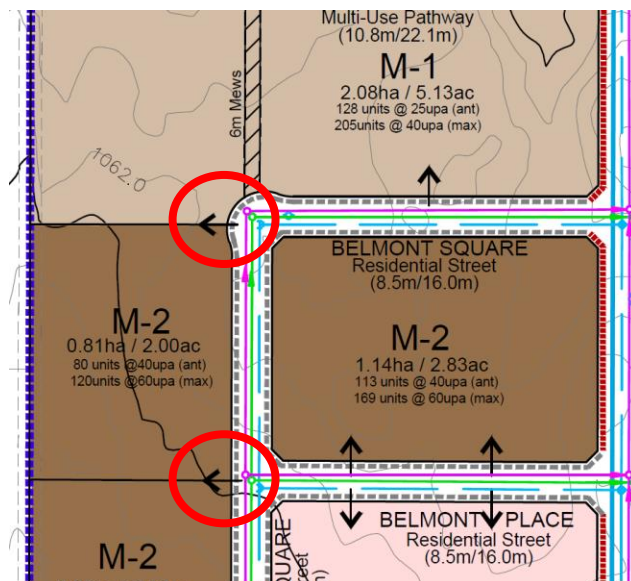 Multi-Use Pathway
(10.8m/22.1m)
M-1
2.08ha / 5.13ac
128 units @ 25upa (ant)
205units @ 40upa (max)
6m Mews
1062.0
BELMONT SQUARE
Residential Street
(8.5m/16.0m)
M-2
0.81ha / 2.00ac
80 units @40upa (ant)
120units @60upa (max)
M-2
1.14ha / 2.83ac
113 units @ 40upa (ant)
169 units @ 60upa (max)
BELMONT PLACE
Residential Street
(8.5m/16.0m)
M-2